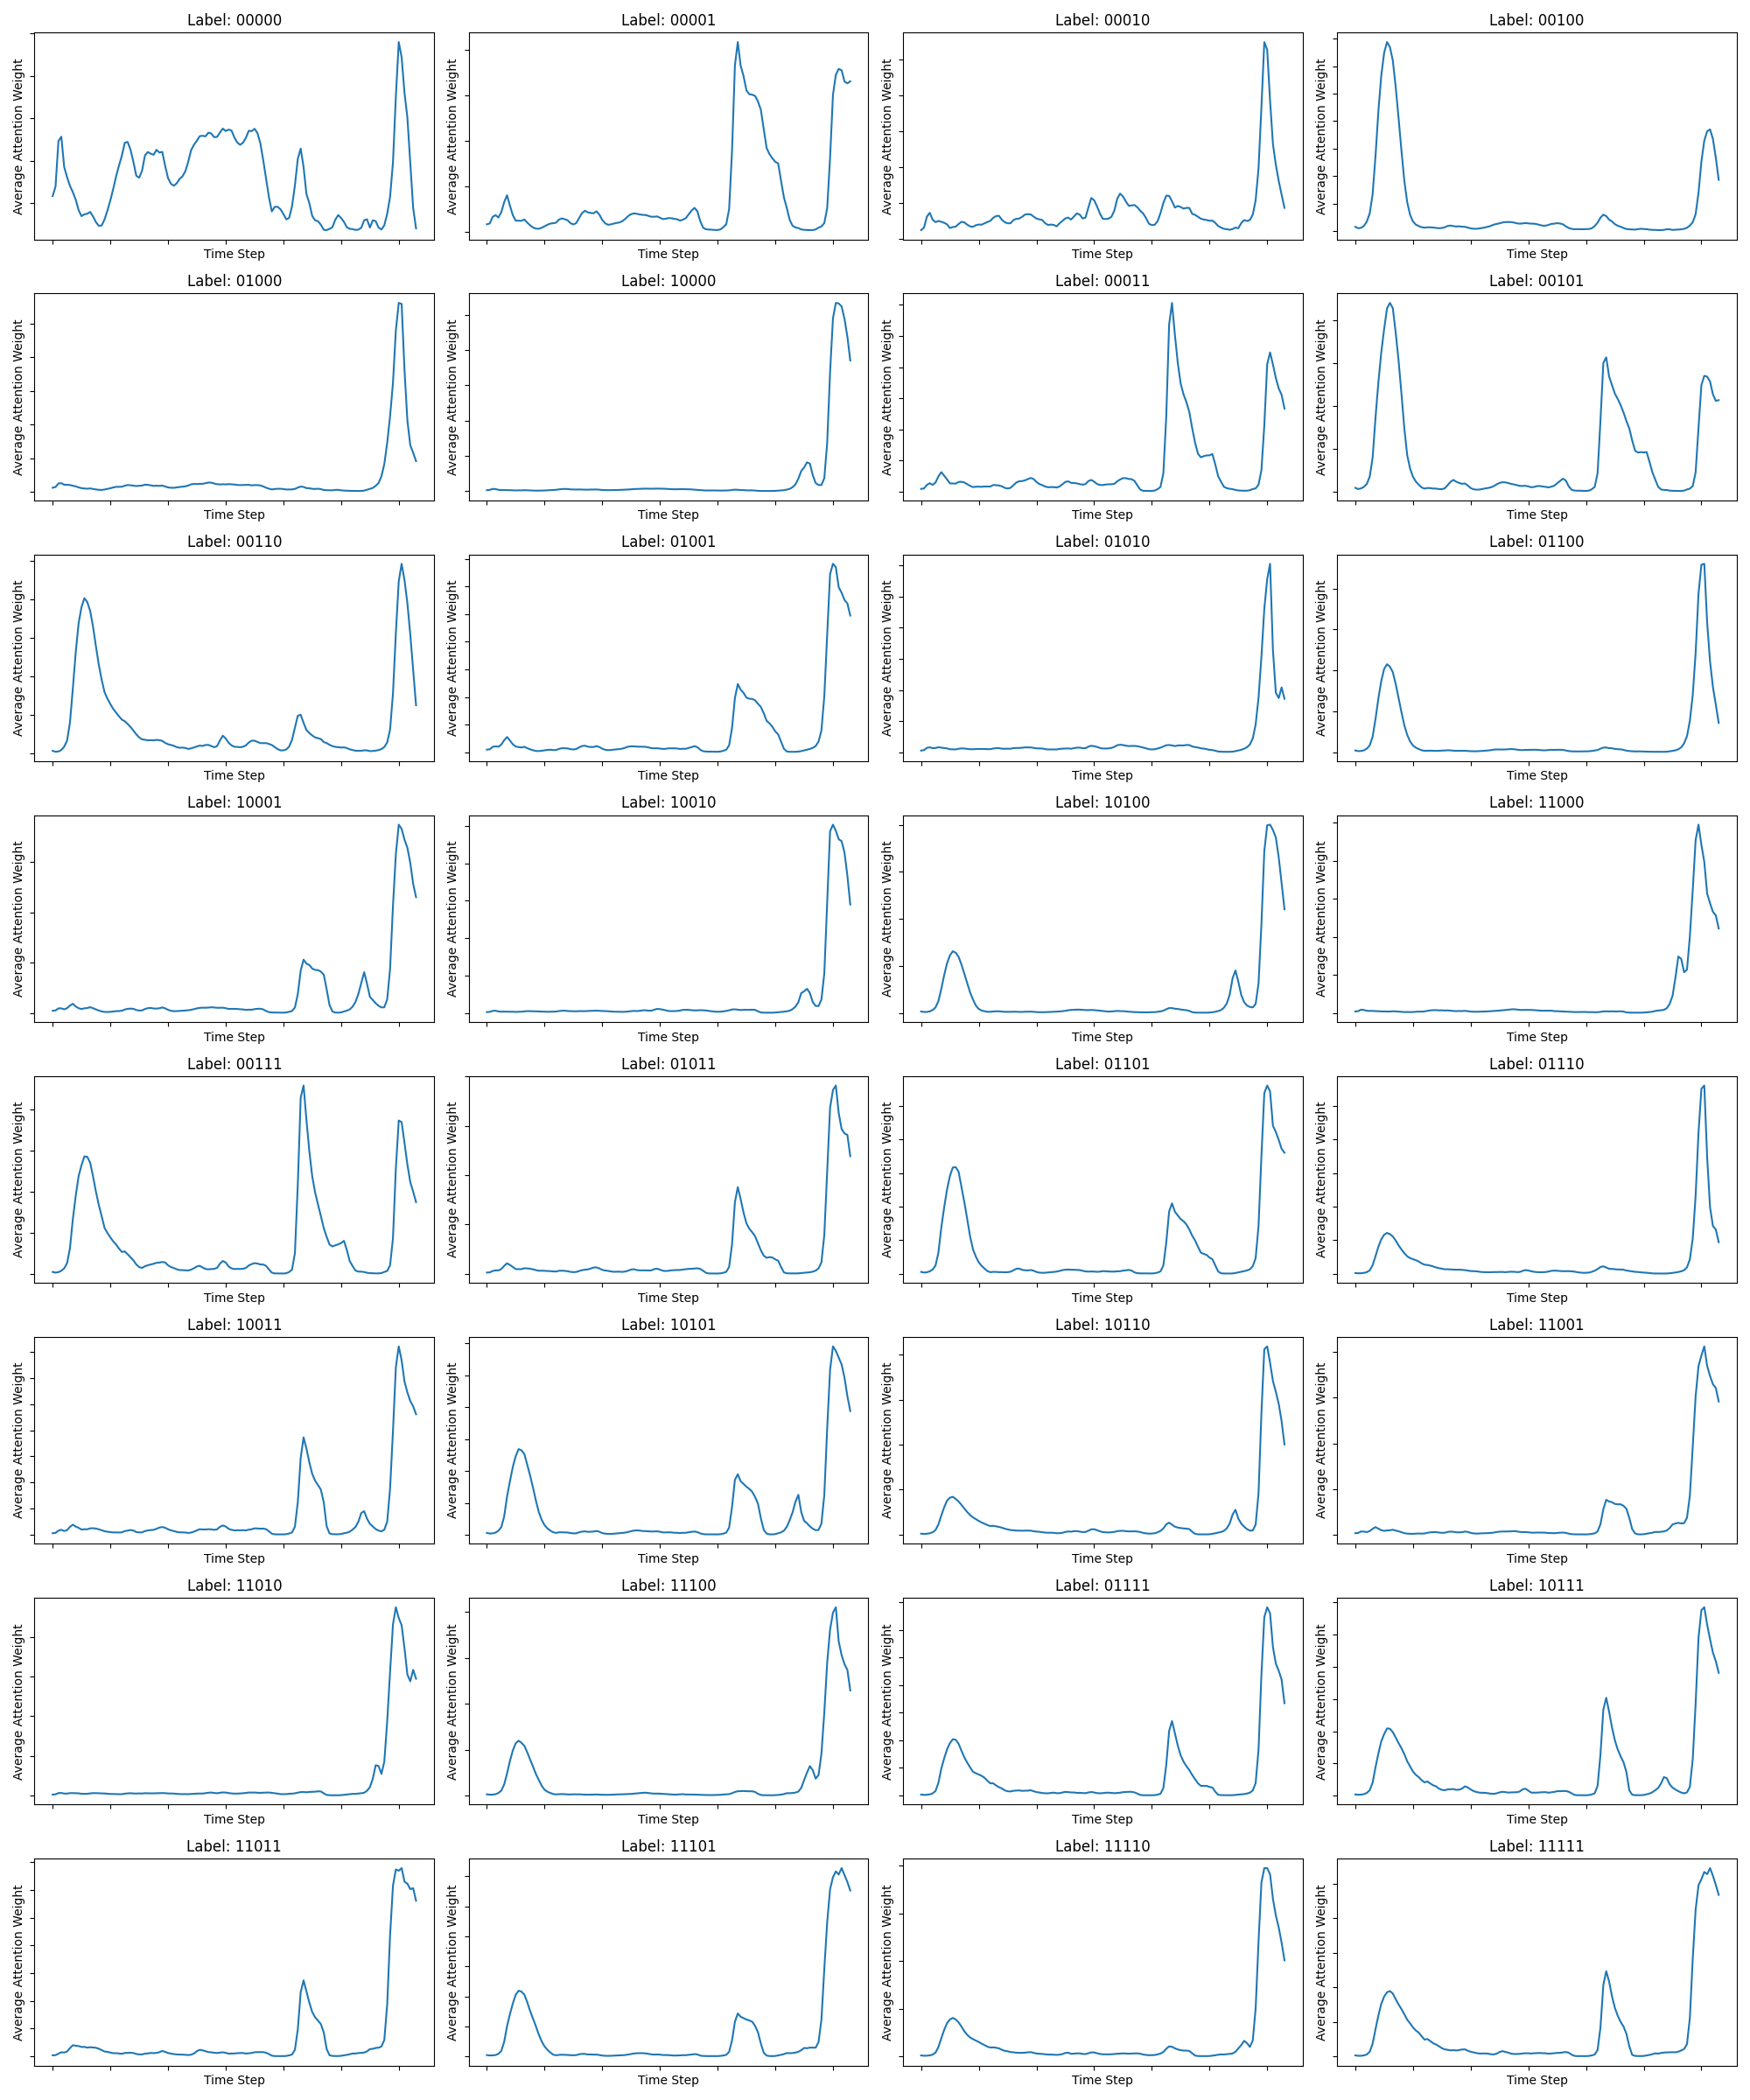 Label: 00000
Average Attention Weight
Time Step
Label: 00001
Average Attention Weight
Time Step
Label: 00010
Average Attention Weight
Time Step
Label: 00100
Average Attention Weight
Time Step
Label: 01000
Average Attention Weight
Time Step
Label: 10000
Average Attention Weight
Time Step
Label: 00011
Average Attention Weight
Time Step
Label: 00101
Average Attention Weight
Time Step
Label: 00110
Average Attention Weight
Time Step
Label: 01001
Average Attention Weight
Time Step
Label: 01010
Average Attention Weight
Time Step
Label: 01100
Average Attention Weight
Time Step
Label: 10001
Average Attention Weight
Time Step
Label: 10010
Average Attention Weight
Time Step
Label: 10100
Average Attention Weight
Time Step
Label: 11000
Average Attention Weight
Time Step
Label: 00111
Average Attention Weight
Time Step
Label: 01011
Average Attention Weight
Time Step
Label: 01101
Average Attention Weight
Time Step
Label: 01110
Average Attention Weight
Time Step
Label: 10011
Average Attention Weight
Time Step
Label: 10101
Average Attention Weight
Time Step
Label: 10110
Average Attention Weight
Time Step
Label: 11001
Average Attention Weight
Time Step
Label: 11010
Average Attention Weight
Time Step
Label: 11100
Average Attention Weight
Time Step
Label: 01111
Average Attention Weight
Time Step
Label: 10111
Average Attention Weight
Time Step
Label: 11011
Average Attention Weight
Time Step
Label: 11101
Average Attention Weight
Time Step
Label: 11110
Average Attention Weight
Time Step
Label: 11111
Average Attention Weight
Time Step